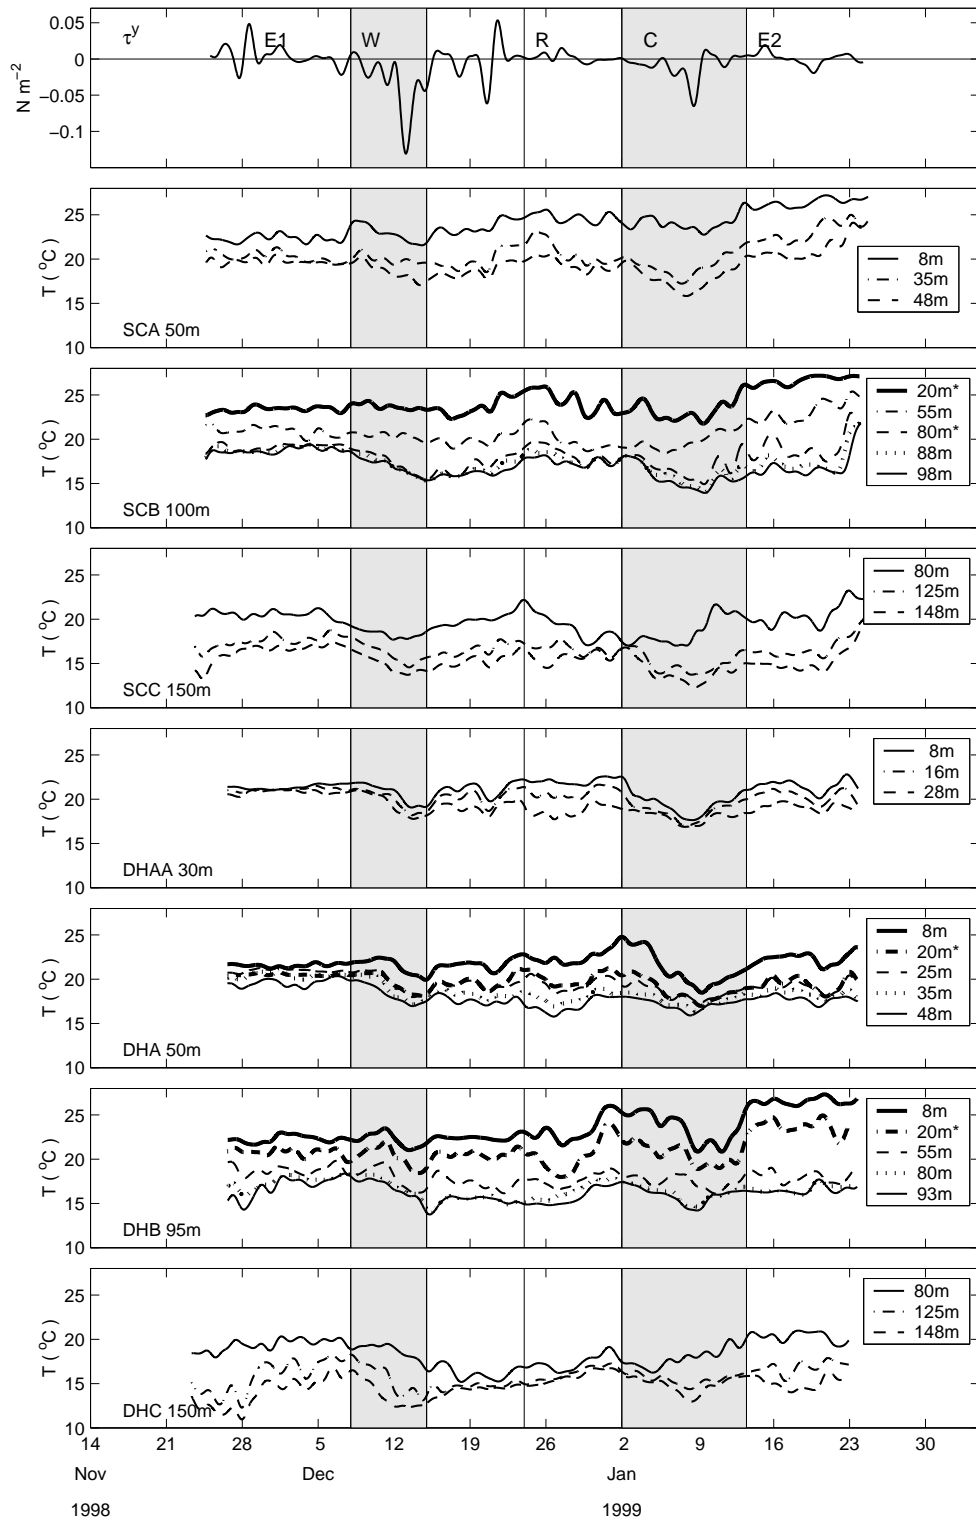 τʸ
E1 W R C E2
N m⁻²
0.05
0
−0.05
−0.1
T ( °C)
25
20
15
10
SCA 50m
8m
35m
48m
T ( °C)
25
20
15
10
SCB 100m
20m*
55m
80m*
88m
98m
T ( °C)
25
20
15
10
SCC 150m
80m
125m
148m
T ( °C)
25
20
15
10
DHAA 30m
8m
16m
28m
T ( °C)
25
20
15
10
DHA 50m
8m
20m*
25m
35m
48m
T ( °C)
25
20
15
10
DHB 95m
8m
20m*
55m
80m
93m
T ( °C)
25
20
15
10
DHC 150m
80m
125m
148m
14 21 28 5 12 19 26 2 9 16 23 30
Nov Dec Jan
1998 1999